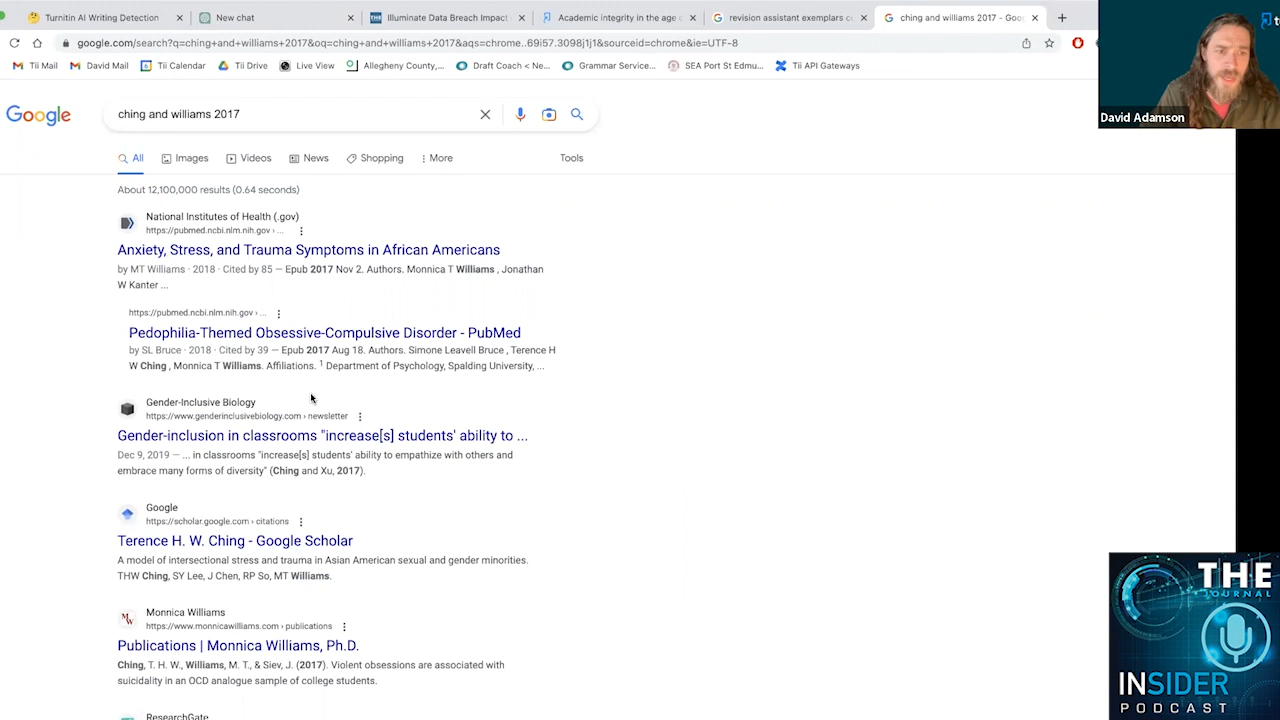 Turnitin AI Writing Detection
New chat
Illuminate Data Breach Impact
Academic integrity in the age o
revision assistant exemplars c
ching and williams 2017 - Goo
google.com/search?q=ching+and+williams+2017&oq=ching+and+williams+2017&aqs=chrome..69i57.3098j1j1&sourceid=chrome&ie=UTF-8
Tii Mail
David Mail
Tii Calendar
Tii Drive
Live View
Allegheny County,...
Draft Coach < Ne...
Grammar Service...
SEA Port St Edmu...
Tii API Gateways
David Adamson
Google
ching and williams 2017
All
Images
Videos
News
Shopping
More
Tools
About 12,100,000 results (0.64 seconds)
National Institutes of Health (.gov)
https://pubmed.ncbi.nlm.nih.gov › ...
Anxiety, Stress, and Trauma Symptoms in African Americans
by MT Williams · 2018 · Cited by 85 — Epub 2017 Nov 2. Authors. Monnica T Williams , Jonathan
W Kanter ...
https://pubmed.ncbi.nlm.nih.gov › ...
Pedophilia-Themed Obsessive-Compulsive Disorder - PubMed
by SL Bruce · 2018 · Cited by 39 — Epub 2017 Aug 18. Authors. Simone Leavell Bruce , Terence H
W Ching , Monnica T Williams. Affiliations. 1 Department of Psychology, Spalding University, ...
Gender-Inclusive Biology
https://www.genderinclusivebiology.com › newsletter
Gender-inclusion in classrooms "increase[s] students' ability to ...
Dec 9, 2019 — ... in classrooms "increase[s] students' ability to empathize with others and
embrace many forms of diversity" (Ching and Xu, 2017).
Google
https://scholar.google.com › citations
Terence H. W. Ching - Google Scholar
A model of intersectional stress and trauma in Asian American sexual and gender minorities.
THW Ching, SY Lee, J Chen, RP So, MT Williams.
Monnica Williams
https://www.monnicawilliams.com › publications
Publications | Monnica Williams, Ph.D.
Ching, T. H. W., Williams, M. T., & Siev, J. (2017). Violent obsessions are associated with
suicidality in an OCD analogue sample of college students.
ResearchGate
THE
JOURNAL
INSIDER
PODCAST